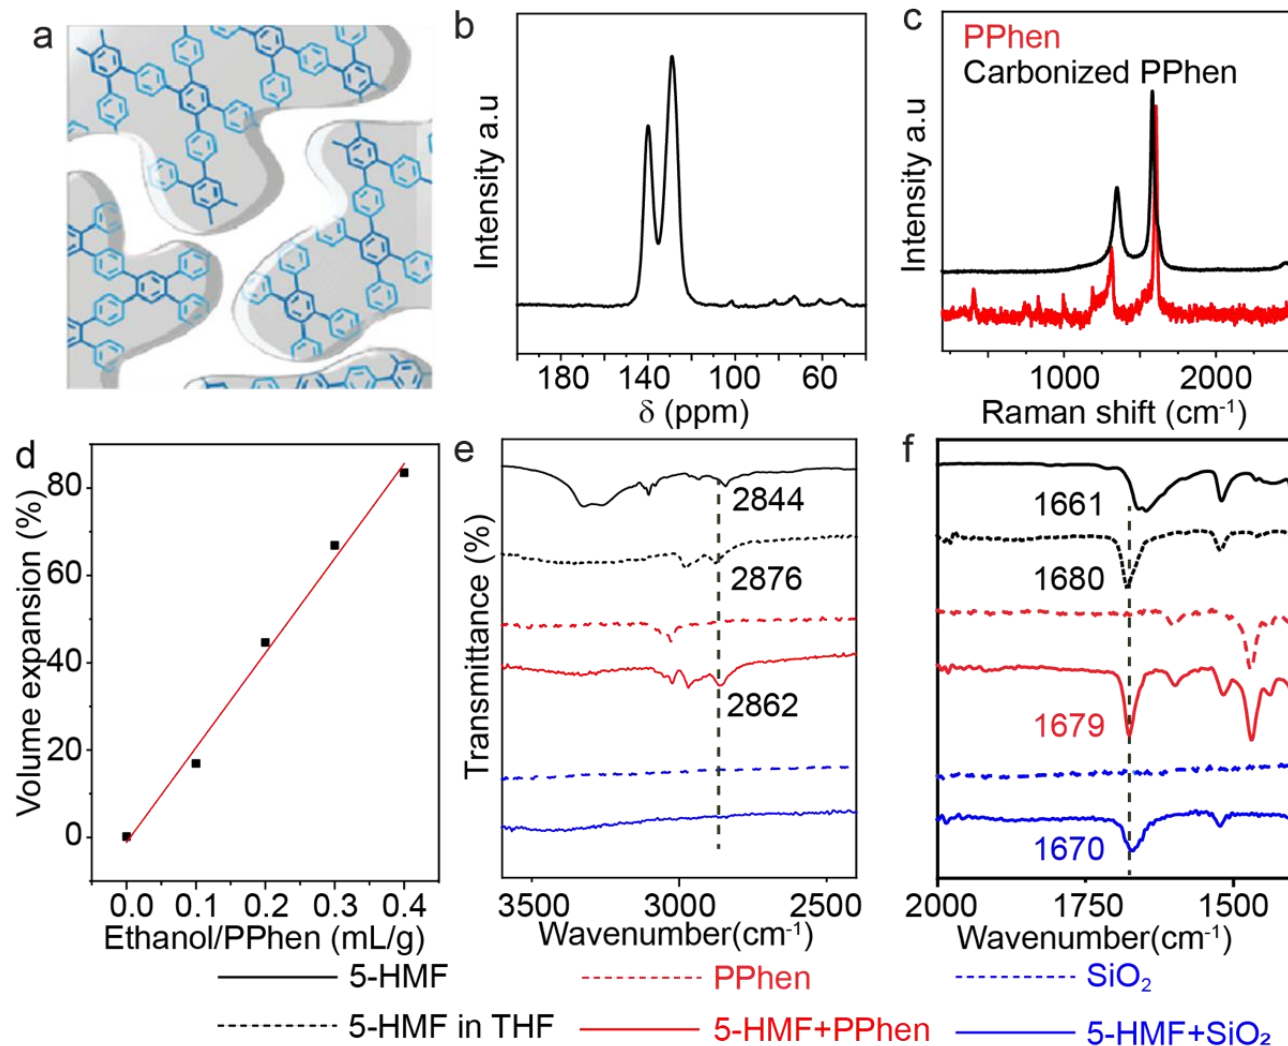 a
b
Intensity a.u
180
140
100
60
δ (ppm)
c
PPhen
Carbonized PPhen
Intensity a.u
1000
2000
Raman shift (cm⁻¹)
d
Volume expansion (%)
80
60
40
20
0
0.0 0.1 0.2 0.3 0.4
Ethanol/PPhen (mL/g)
e
Transmittance (%)
2844
2876
2862
3500 3000 2500
Wavenumber(cm⁻¹)
f
1661
1680
1679
1670
2000 1750 1500
Wavenumber(cm⁻¹)
5-HMF
PPhen
SiO₂
5-HMF in THF
5-HMF+PPhen
5-HMF+SiO₂